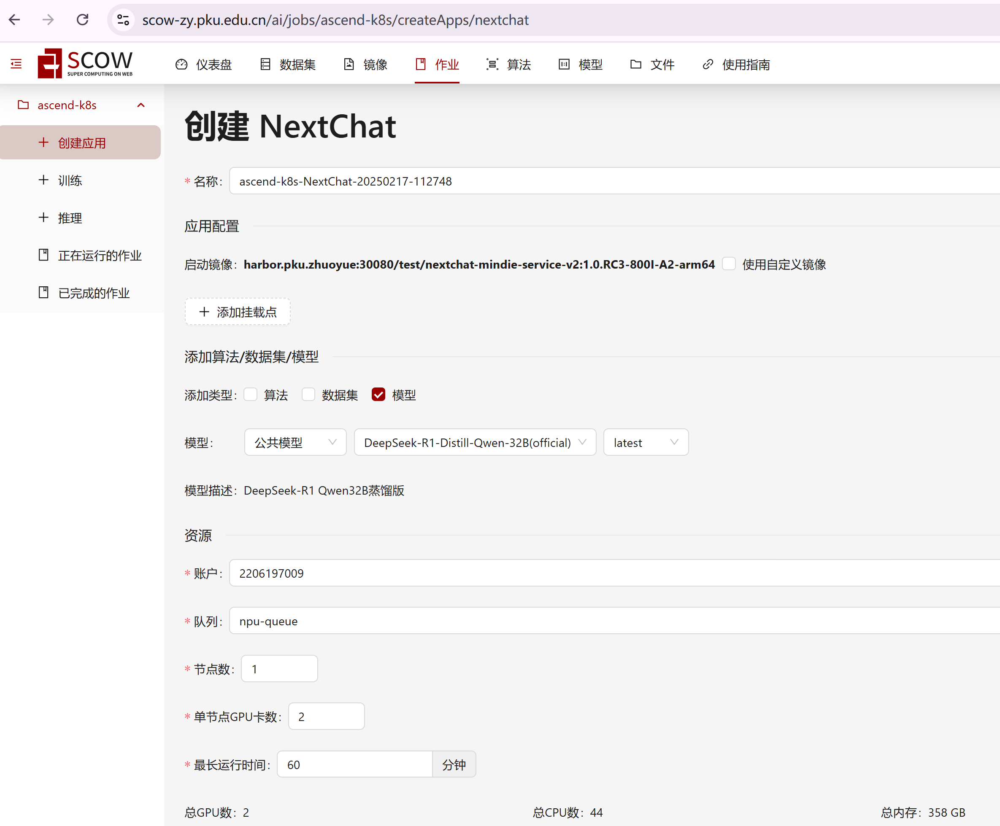 scow-zy.pku.edu.cn/ai/jobs/ascend-k8s/createApps/nextchat
SCOW
SUPER COMPUTING ON WEB
仪表盘
数据集
镜像
作业
算法
模型
文件
使用指南
ascend-k8s
创建应用
训练
推理
正在运行的作业
已完成的作业
创建 NextChat
* 名称: ascend-k8s-NextChat-20250217-112748
应用配置
启动镜像: harbor.pku.zhuoyue:30080/test/nextchat-mindie-service-v2:1.0.RC3-800I-A2-arm64 使用自定义镜像
+ 添加挂载点
添加算法/数据集/模型
添加类型: 算法 数据集 模型
模型: 公共模型 DeepSeek-R1-Distill-Qwen-32B(official) latest
模型描述: DeepSeek-R1 Qwen32B蒸馏版
资源
* 账户: 2206197009
* 队列: npu-queue
* 节点数: 1
* 单节点GPU卡数: 2
* 最长运行时间: 60 分钟
总GPU数: 2 总CPU数: 44 总内存: 358 GB